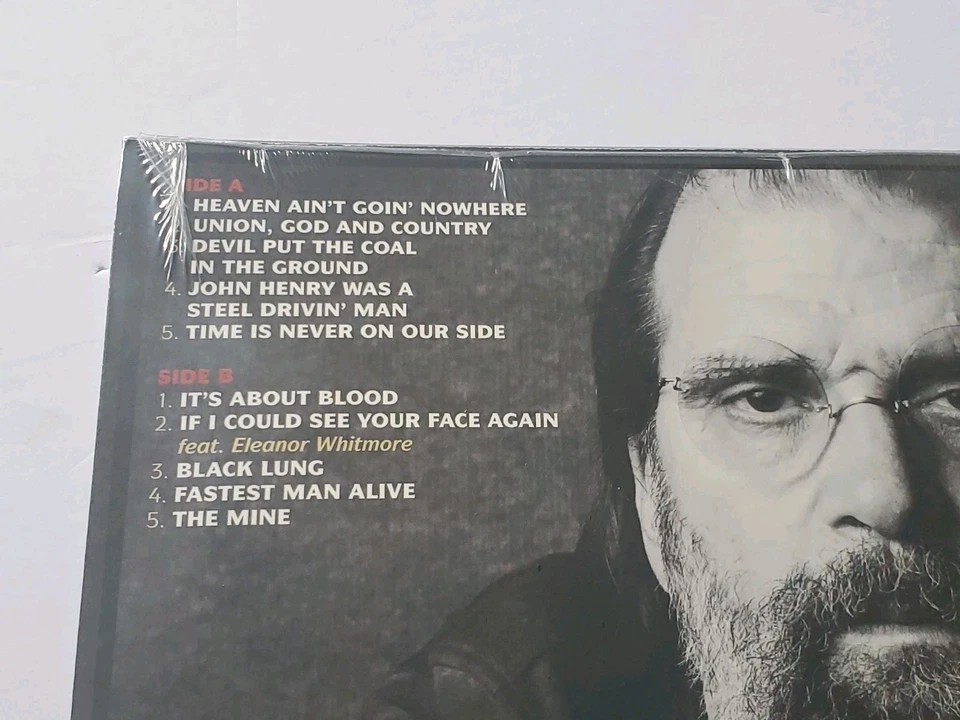 IDE A
HEAVEN AIN'T GOIN' NOWHERE
UNION, GOD AND COUNTRY
3. DEVIL PUT THE COAL
IN THE GROUND
4. JOHN HENRY WAS A
STEEL DRIVIN' MAN
5. TIME IS NEVER ON OUR SIDE
SIDE B
1. IT'S ABOUT BLOOD
2. IF I COULD SEE YOUR FACE AGAIN
feat. Eleanor Whitmore
3. BLACK LUNG
4. FASTEST MAN ALIVE
5. THE MINE